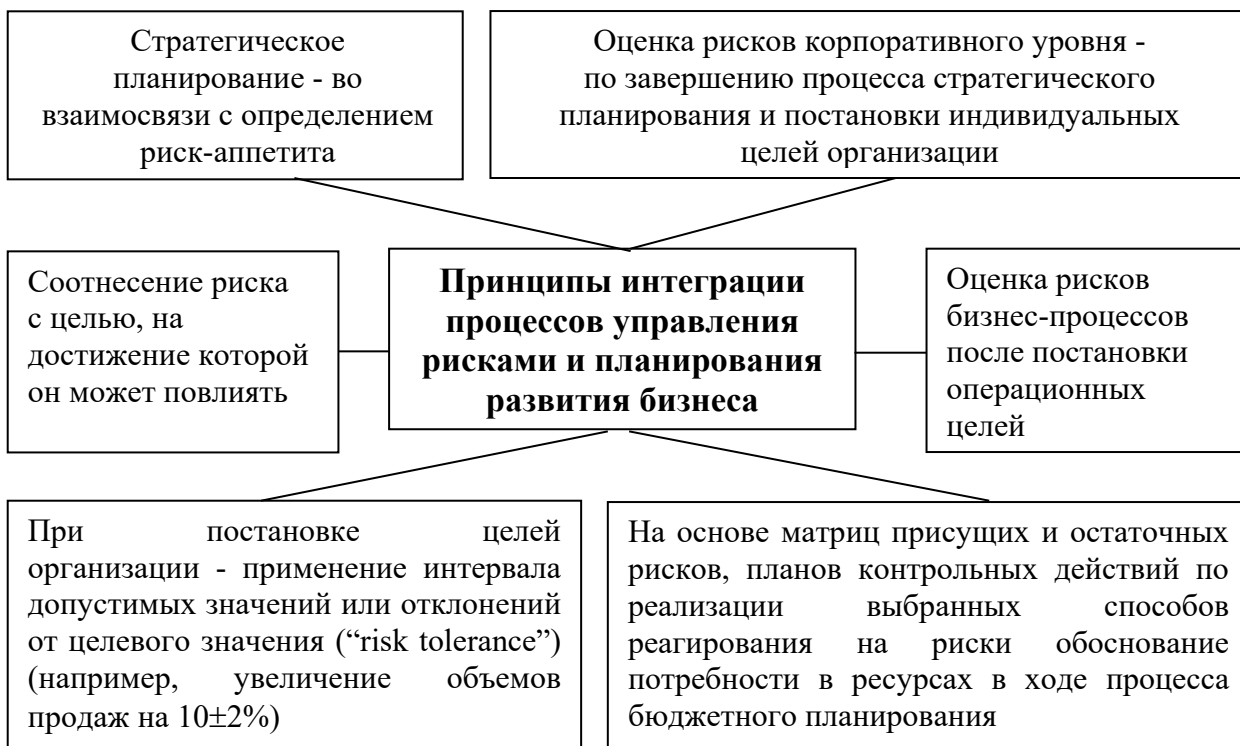 Стратегическое
планирование - во
взаимосвязи с определением
риск-аппетита
Оценка рисков корпоративного уровня -
по завершению процесса стратегического
планирования и постановки индивидуальных
целей организации
Соотнесение риска
с целью, на
достижение которой
он может повлиять
Принципы интеграции
процессов управления
рисками и планирования
развития бизнеса
Оценка рисков
бизнес-процессов
после постановки
операционных
целей
При постановке целей
организации - применение интервала
допустимых значений или отклонений
от целевого значения (“risk tolerance”)
(например, увеличение объемов
продаж на 10±2%)
На основе матриц присущих и остаточных
рисков, планов контрольных действий по
реализации выбранных способов
реагирования на риски обоснование
потребности в ресурсах в ходе процесса
бюджетного планирования